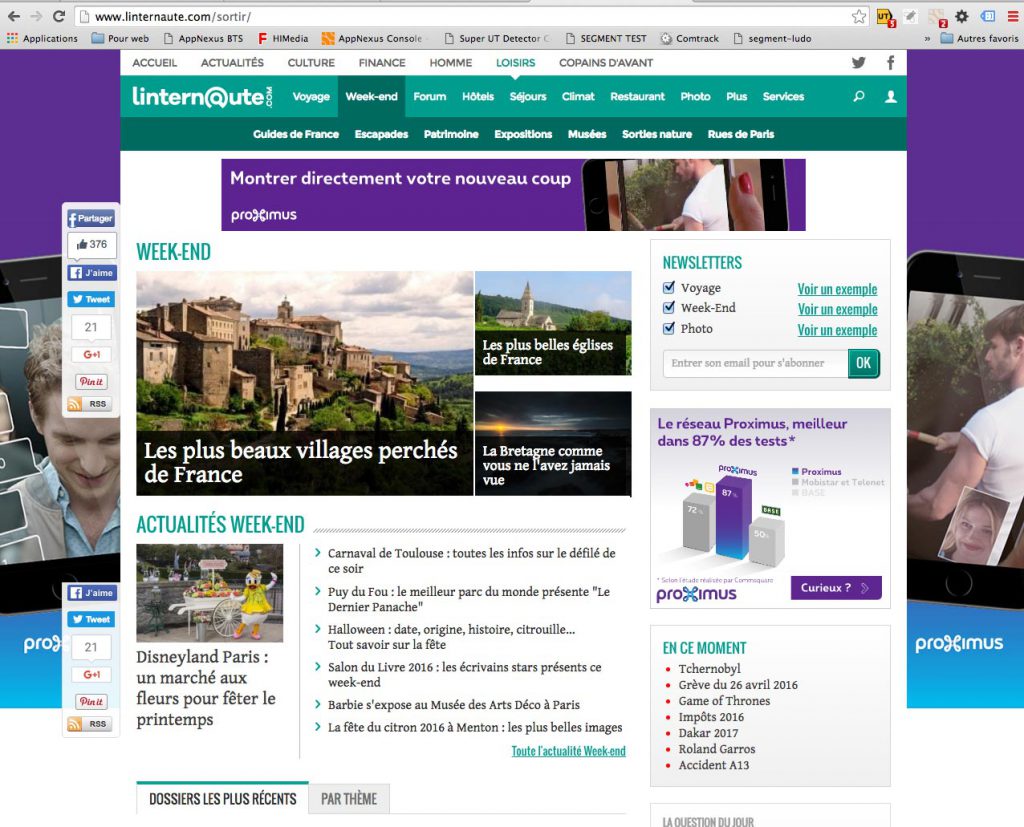 www.linternaute.com/sortir/
UT 5 2
Applications Pour web AppNexus BTS HIMedia AppNexus Console Super UT Detector SEGMENT TEST Comtrack segment-ludo » Autres favoris
ACCUEIL ACTUALITÉS CULTURE FINANCE HOMME LOISIRS COPAINS D'AVANT
lintern@ute.com Voyage Week-end Forum Hôtels Séjours Climat Restaurant Photo Plus Services
Guides de France Escapades Patrimoine Expositions Musées Sorties nature Rues de Paris
Montrer directement votre nouveau coup
proximus
Partager
376
J'aime
Tweet
21
G+1
Pin it
RSS
WEEK-END
Les plus beaux villages perchés
de France
Les plus belles églises
de France
La Bretagne comme
vous ne l'avez jamais
vue
NEWSLETTERS
Voyage Voir un exemple
Week-End Voir un exemple
Photo Voir un exemple
Entrer son email pour s'abonner OK
Le réseau Proximus, meilleur
dans 87% des tests*
proximus
Proximus
Mobistar et Telenet
BASE
72%
87%
BASE
50%
* Selon l'étude réalisée par Commsquare
proximus Curieux ?
ACTUALITÉS WEEK-END
Disneyland Paris :
un marché aux
fleurs pour fêter le
printemps
Carnaval de Toulouse : toutes les infos sur le défilé de
ce soir
Puy du Fou : le meilleur parc du monde présente "Le
Dernier Panache"
Halloween : date, origine, histoire, citrouille...
Tout savoir sur la fête
Salon du Livre 2016 : les écrivains stars présents ce
week-end
Barbie s'expose au Musée des Arts Déco à Paris
La fête du citron 2016 à Menton : les plus belles images
Toute l'actualité Week-end
J'aime
Tweet
21
G+1
Pin it
RSS
prox
proximus
EN CE MOMENT
Tchernobyl
Grève du 26 avril 2016
Game of Thrones
Impôts 2016
Dakar 2017
Roland Garros
Accident A13
DOSSIERS LES PLUS RÉCENTS PAR THÈME
LA QUESTION DU JOUR